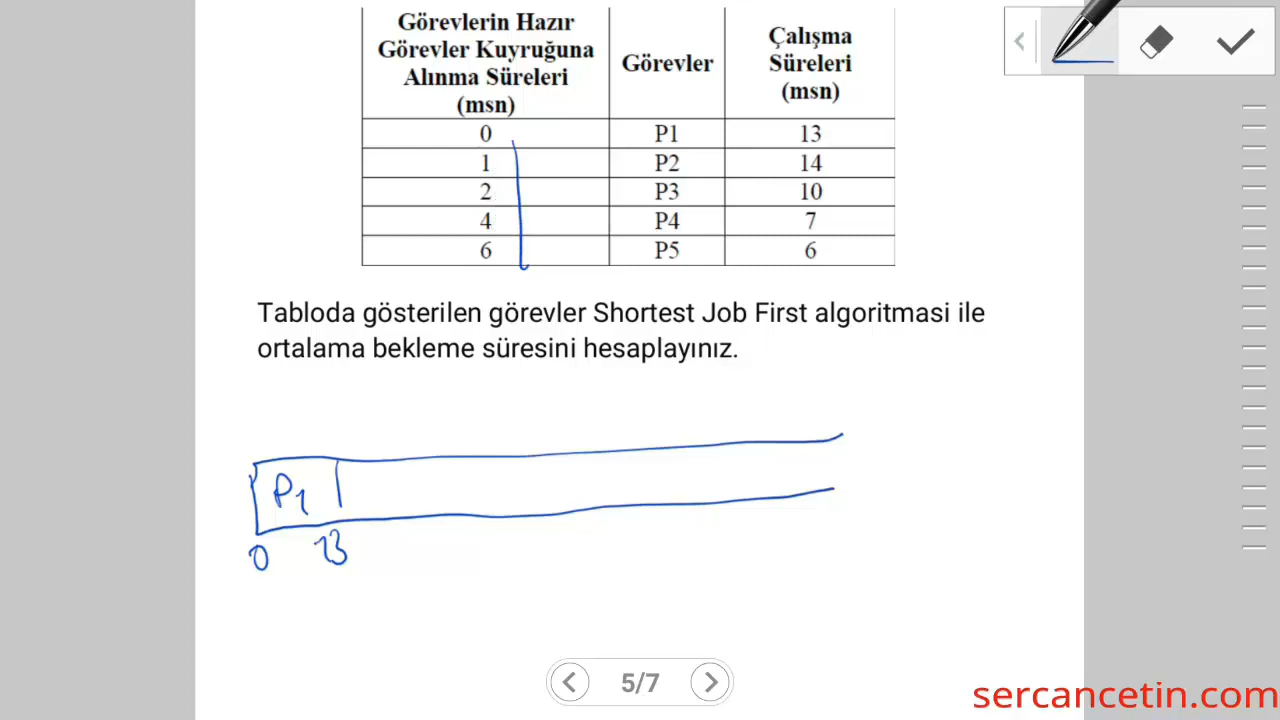 Görevlerin Hazır
Görevler Kuyruğuna
Alınma Süreleri
(msn)
Görevler
Çalışma
Süreleri
(msn)
0 P1 13
1 P2 14
2 P3 10
4 P4 7
6 P5 6
Tabloda gösterilen görevler Shortest Job First algoritması ile
ortalama bekleme süresini hesaplayınız.
P1
0 13
5/7
sercancetin.com